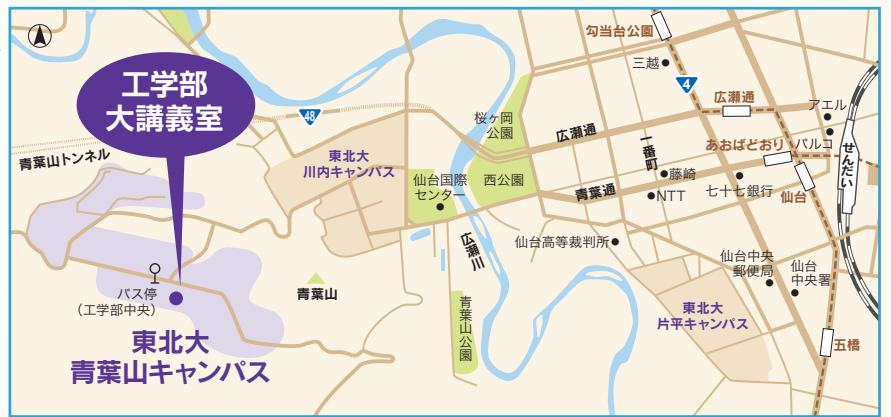 工学部
大講義室
48
青葉山トンネル
東北大
川内キャンパス
バス停
（工学部中央）
東北大
青葉山キャンパス
青葉山
仙台国際
センター
桜ヶ岡
公園
西公園
広瀬川
青葉山公園
広瀬通
青葉通
仙台高等裁判所
一番町
藤崎
NTT
勾当台公園
三越
4
広瀬通
アエル
パルコ
あおばどおり
せんだい
七十七銀行
仙台
仙台中央
郵便局
仙台
中央署
東北大
片平キャンパス
五橋